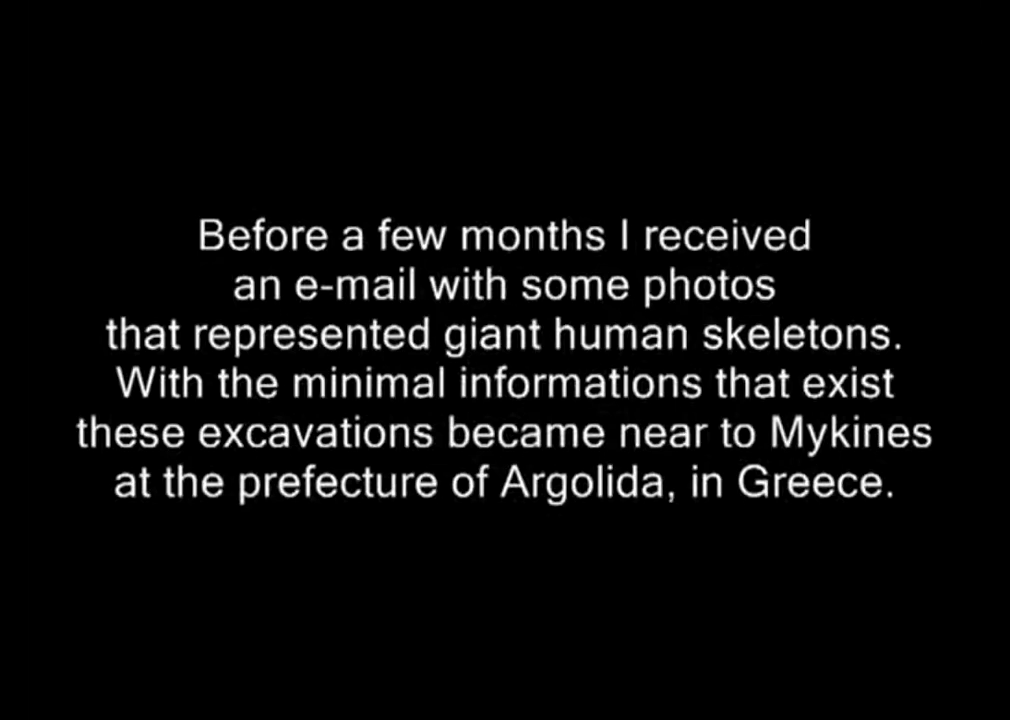 Before a few months I received
an e-mail with some photos
that represented giant human skeletons.
With the minimal informations that exist
these excavations became near to Mykines
at the prefecture of Argolida, in Greece.